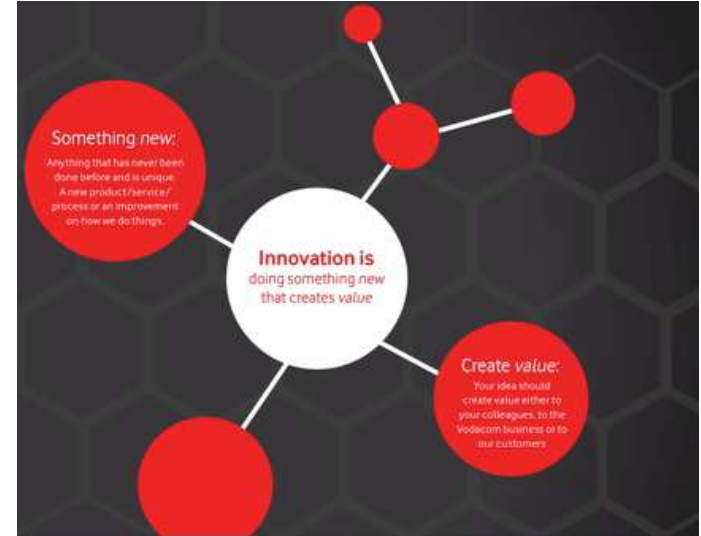 Something new:
Anything that has never been
done before and is unique.
A new product/service/
process or an improvement
on how we do things.
Innovation is
doing something new
that creates value
Create value:
Your idea should
create value either to
your colleagues, to the
Vodacom business or to
our customers